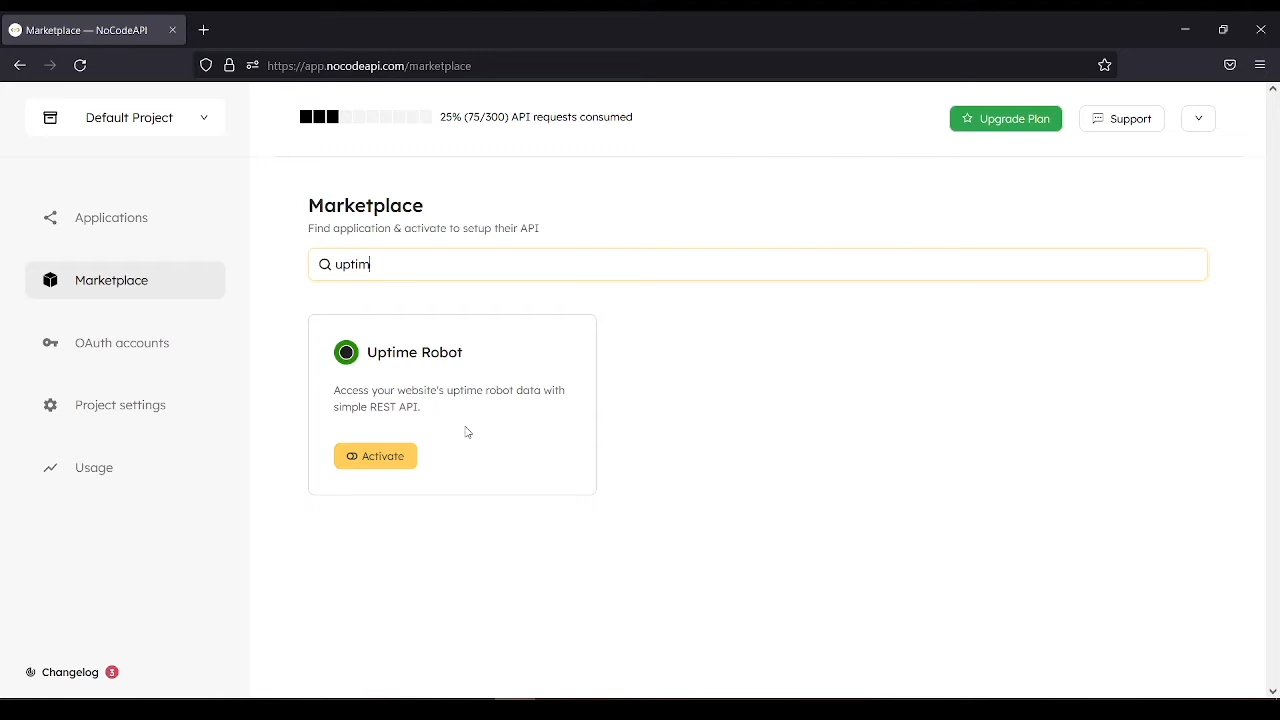 Marketplace — NoCodeAPI
https://app.nocodeapi.com/marketplace
Default Project
25% (75/300) API requests consumed
Upgrade Plan
Support
Applications
Marketplace
OAuth accounts
Project settings
Usage
Changelog 3
Marketplace
Find application & activate to setup their API
uptim
Uptime Robot
Access your website's uptime robot data with
simple REST API.
Activate